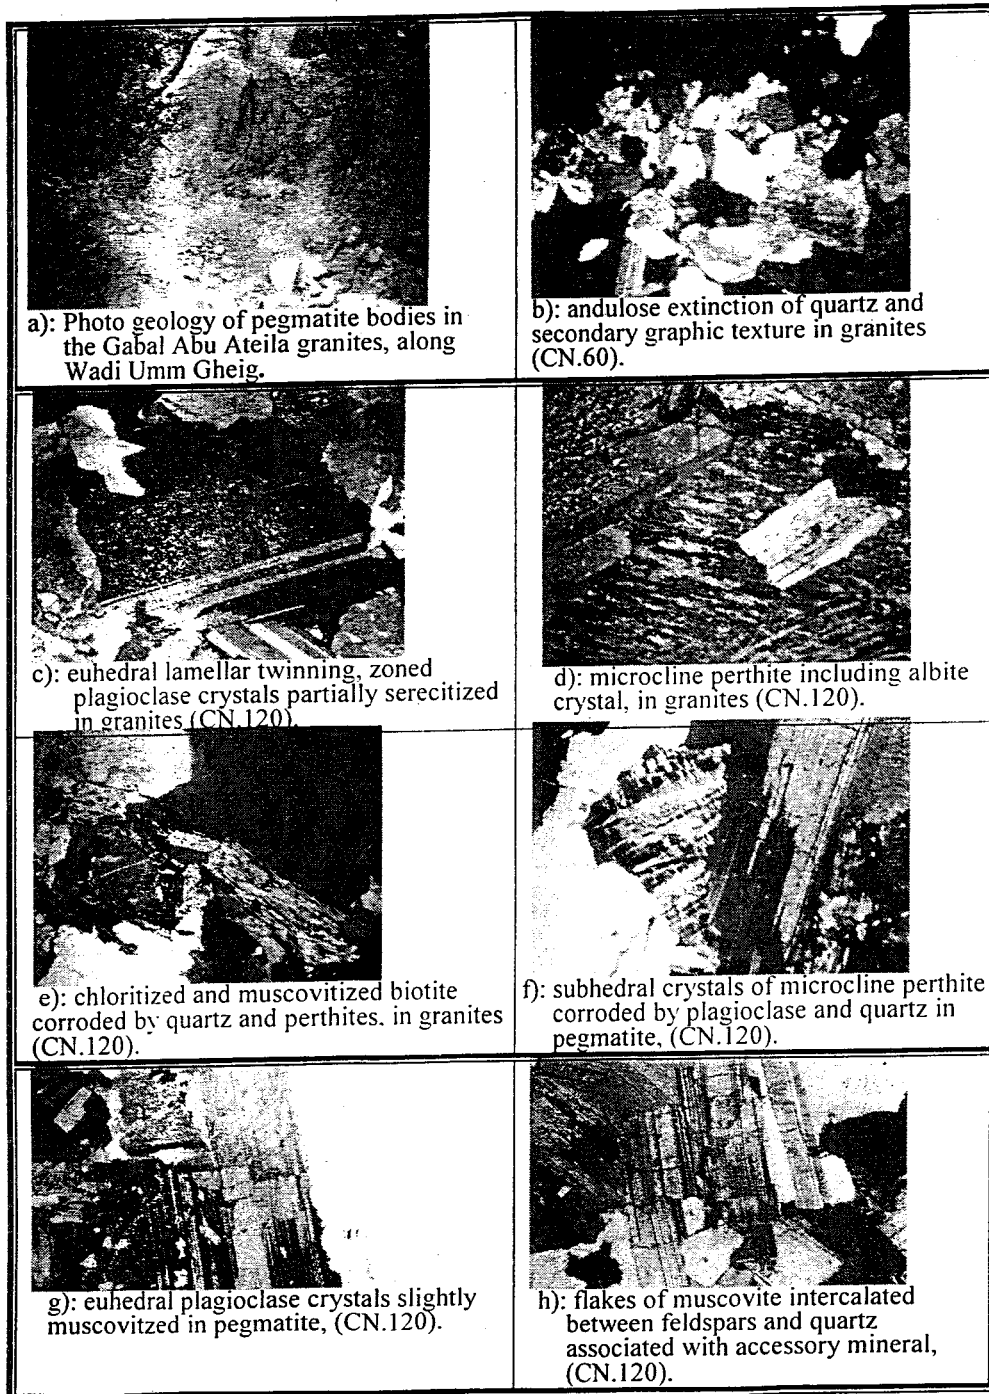 a): Photo geology of pegmatite bodies in
the Gabal Abu Ateila granites, along
Wadi Umm Gheig.
b): andulose extinction of quartz and
secondary graphic texture in granites
(CN.60).
c): euhedral lamellar twinning, zoned
plagioclase crystals partially serecitized
in granites (CN.120).
d): microcline perthite including albite
crystal, in granites (CN.120).
e): chloritized and muscovitized biotite
corroded by quartz and perthites. in granites
(CN.120).
f): subhedral crystals of microcline perthite
corroded by plagioclase and quartz in
pegmatite, (CN.120).
g): euhedral plagioclase crystals slightly
muscovitzed in pegmatite, (CN.120).
h): flakes of muscovite intercalated
between feldspars and quartz
associated with accessory mineral,
(CN.120).